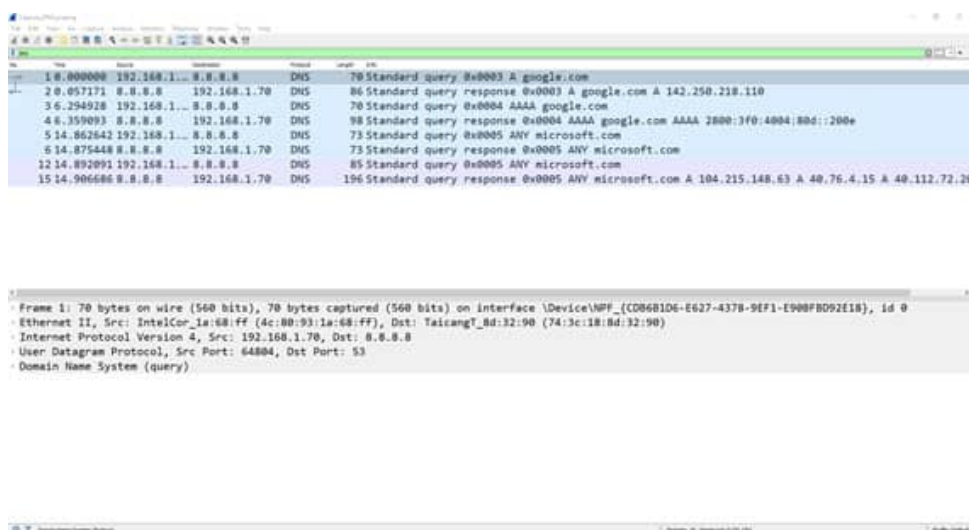 dns
No. Time Source Destination Protocol Length Info
1 0.000000 192.168.1… 8.8.8.8 DNS 70 Standard query 0x0003 A google.com
2 0.057171 8.8.8.8 192.168.1.70 DNS 86 Standard query response 0x0003 A google.com A 142.250.218.110
3 6.294928 192.168.1… 8.8.8.8 DNS 70 Standard query 0x0004 AAAA google.com
4 6.359093 8.8.8.8 192.168.1.70 DNS 98 Standard query response 0x0004 AAAA google.com AAAA 2800:3f0:4004:80d::200e
5 14.862642 192.168.1… 8.8.8.8 DNS 73 Standard query 0x0005 ANY microsoft.com
6 14.875448 8.8.8.8 192.168.1.70 DNS 73 Standard query response 0x0005 ANY microsoft.com
12 14.892091 192.168.1… 8.8.8.8 DNS 85 Standard query 0x0005 ANY microsoft.com
15 14.906686 8.8.8.8 192.168.1.70 DNS 196 Standard query response 0x0005 ANY microsoft.com A 104.215.148.63 A 40.76.4.15 A 40.112.72.20
Frame 1: 70 bytes on wire (560 bits), 70 bytes captured (560 bits) on interface \Device\NPF_{CDB6B1D6-E627-4378-9EF1-E908FBD92E18}, id 0
Ethernet II, Src: IntelCor_1a:68:ff (4c:80:93:1a:68:ff), Dst: TaicangT_8d:32:90 (74:3c:18:8d:32:90)
Internet Protocol Version 4, Src: 192.168.1.70, Dst: 8.8.8.8
User Datagram Protocol, Src Port: 64804, Dst Port: 53
Domain Name System (query)